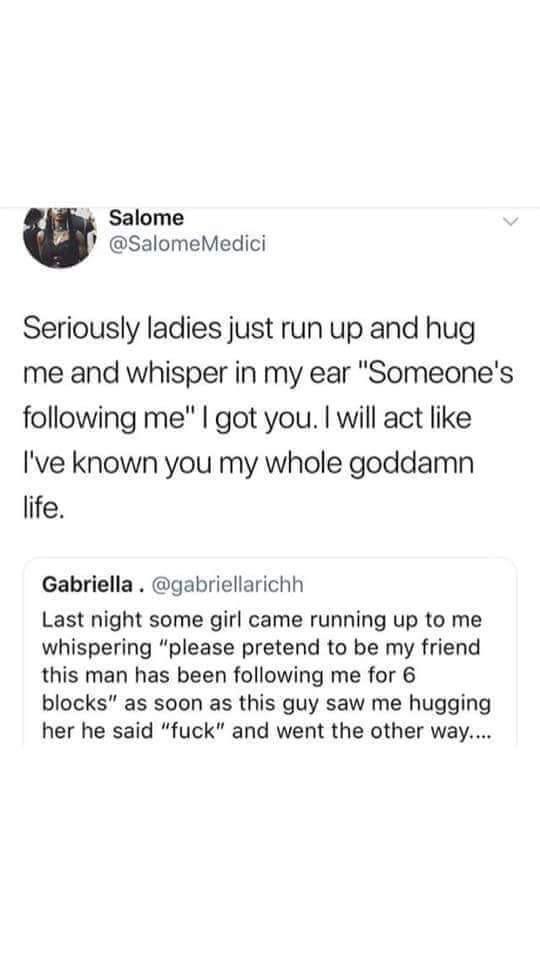 Salome
@SalomeMedici
Seriously ladies just run up and hug
me and whisper in my ear "Someone's
following me" I got you. I will act like
I've known you my whole goddamn
life.
Gabriella . @gabriellarichh
Last night some girl came running up to me
whispering “please pretend to be my friend
this man has been following me for 6
blocks” as soon as this guy saw me hugging
her he said “fuck” and went the other way....